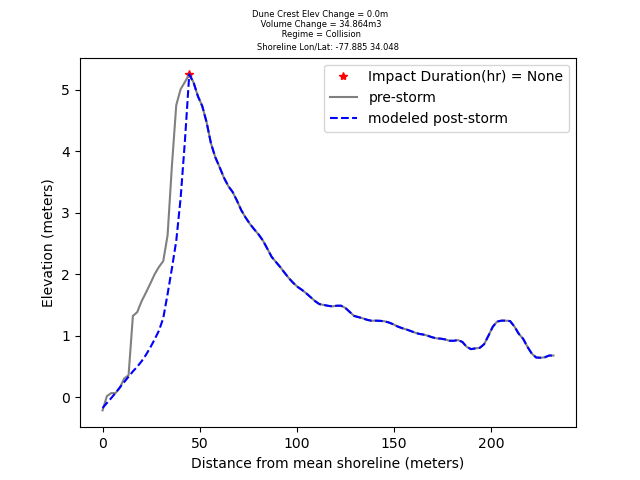 Dune Crest Elev Change = 0.0m
Volume Change = 34.864m3
Regime = Collision
Shoreline Lon/Lat: -77.885 34.048
Impact Duration(hr) = None
pre-storm
modeled post-storm
5
4
3
2
1
0
Elevation (meters)
0 50 100 150 200
Distance from mean shoreline (meters)